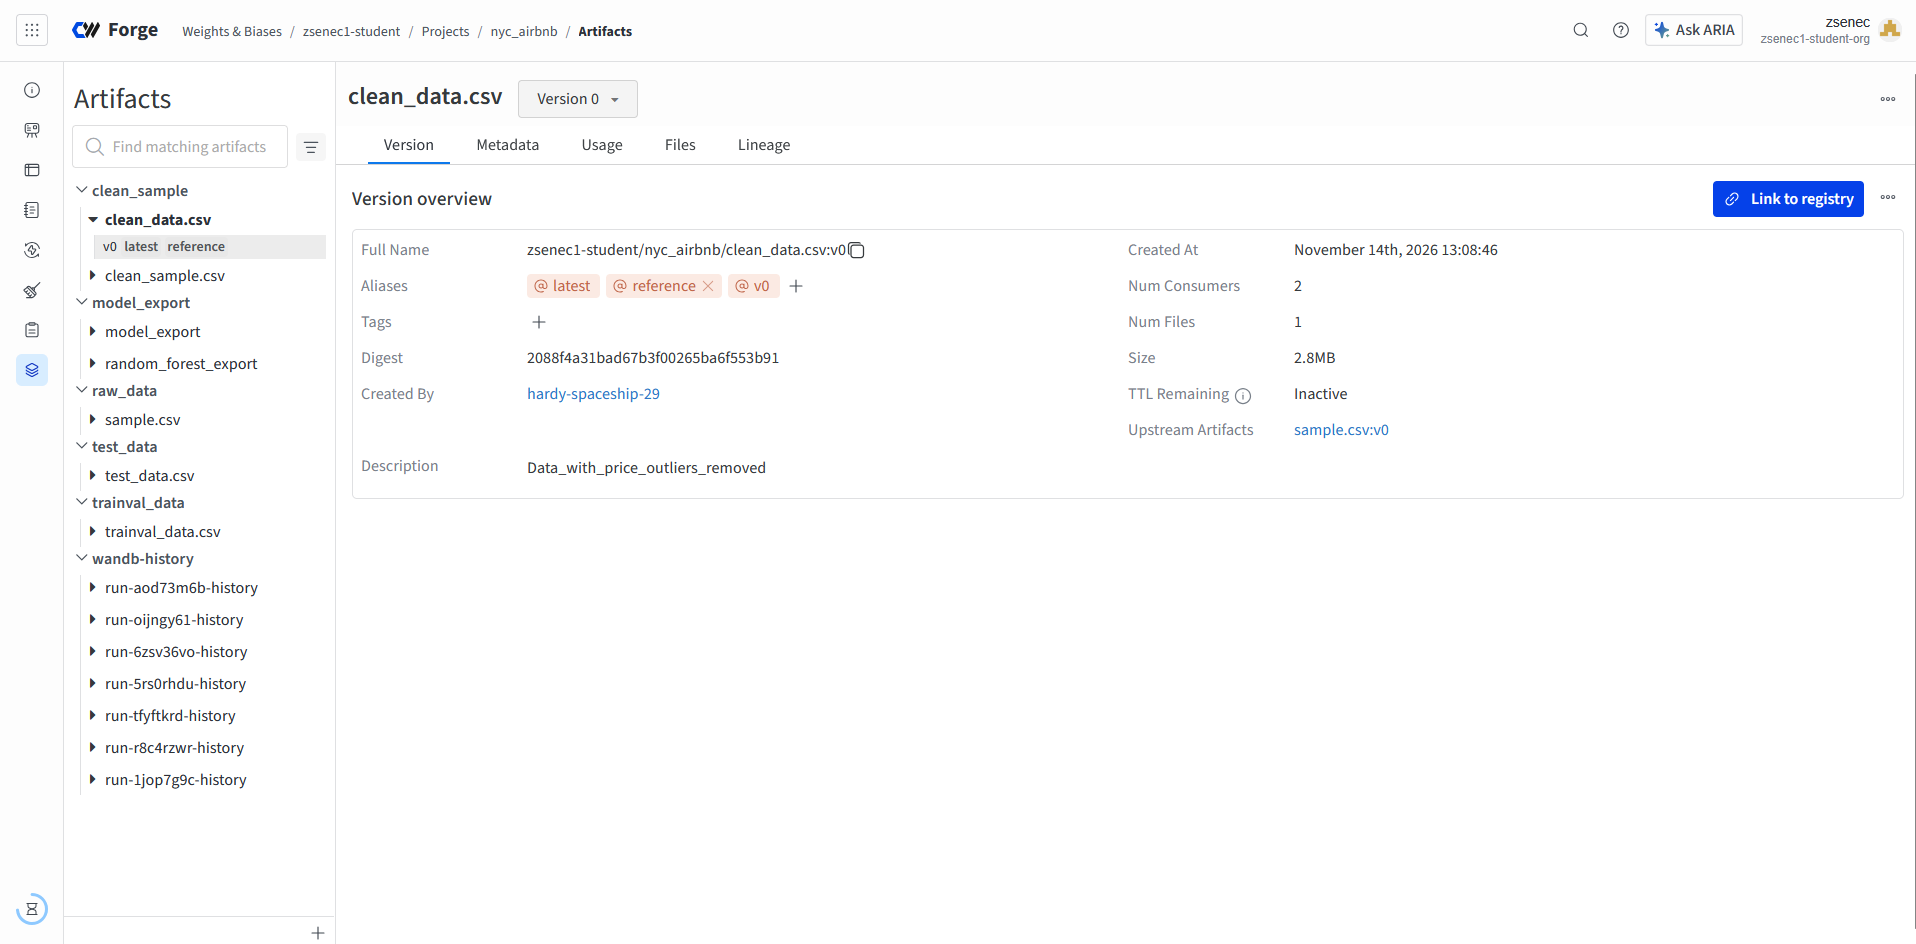 Forge
Weights & Biases / zsenec1-student / Projects / nyc_airbnb / Artifacts
Ask ARIA
zsenec
zsenec1-student-org
Artifacts
Find matching artifacts
clean_sample
clean_data.csv
v0 latest reference
clean_sample.csv
model_export
model_export
random_forest_export
raw_data
sample.csv
test_data
test_data.csv
trainval_data
trainval_data.csv
wandb-history
run-aod73m6b-history
run-oijngy61-history
run-6zsv36vo-history
run-5rs0rhdu-history
run-tfyftkrd-history
run-r8c4rzwr-history
run-1jop7g9c-history
clean_data.csv Version 0
Version Metadata Usage Files Lineage
Version overview
Link to registry
Full Name zsenec1-student/nyc_airbnb/clean_data.csv:v0
Aliases @ latest @ reference @ v0
Tags
Digest 2088f4a31bad67b3f00265ba6f553b91
Created By hardy-spaceship-29
Description Data_with_price_outliers_removed
Created At November 14th, 2026 13:08:46
Num Consumers 2
Num Files 1
Size 2.8MB
TTL Remaining Inactive
Upstream Artifacts sample.csv:v0